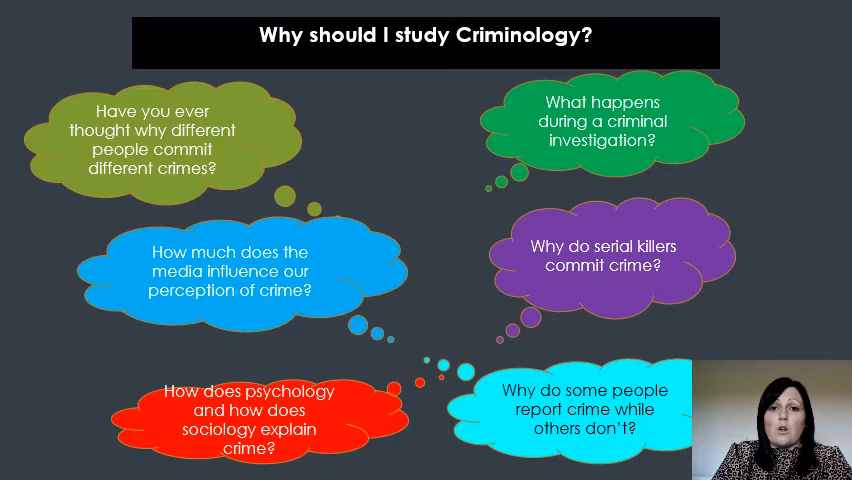 Why should I study Criminology?
Have you ever
thought why different
people commit
different crimes?
What happens
during a criminal
investigation?
How much does the
media influence our
perception of crime?
Why do serial killers
commit crime?
How does psychology
and how does
sociology explain
crime?
Why do some people
report crime while
others don't?